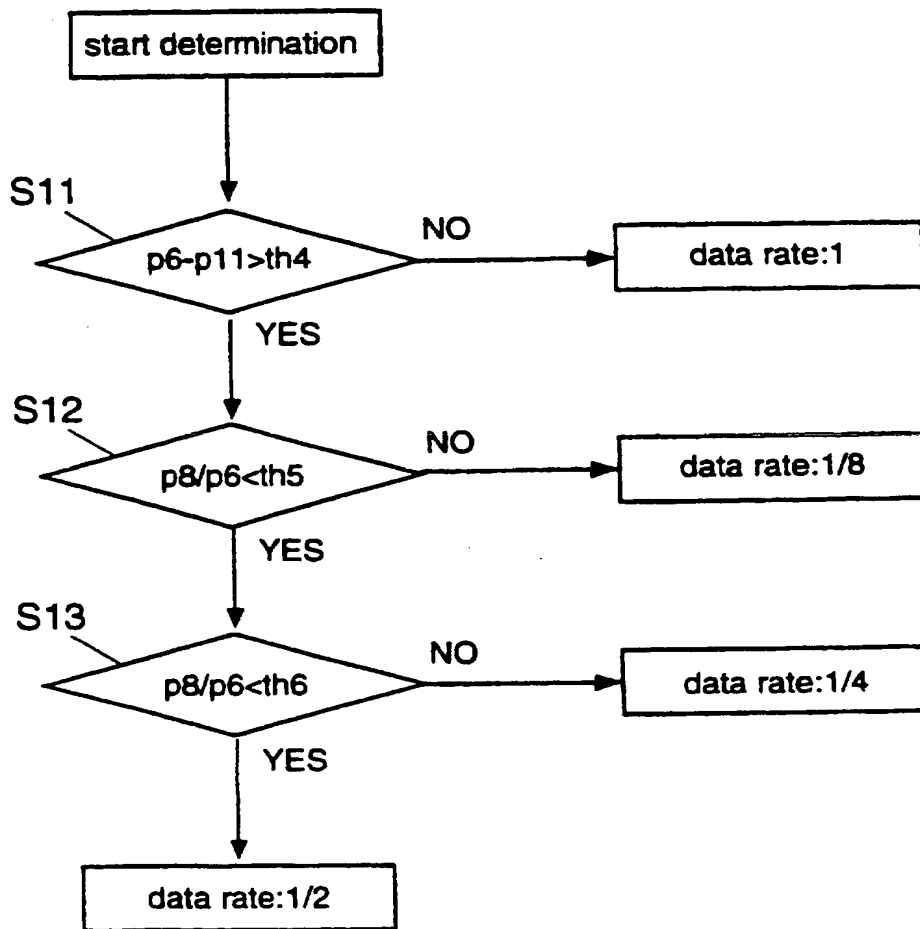 start determination
S11
p6-p11>th4
NO
data rate:1
YES
S12
p8/p6<th5
NO
data rate:1/8
YES
S13
p8/p6<th6
NO
data rate:1/4
YES
data rate:1/2